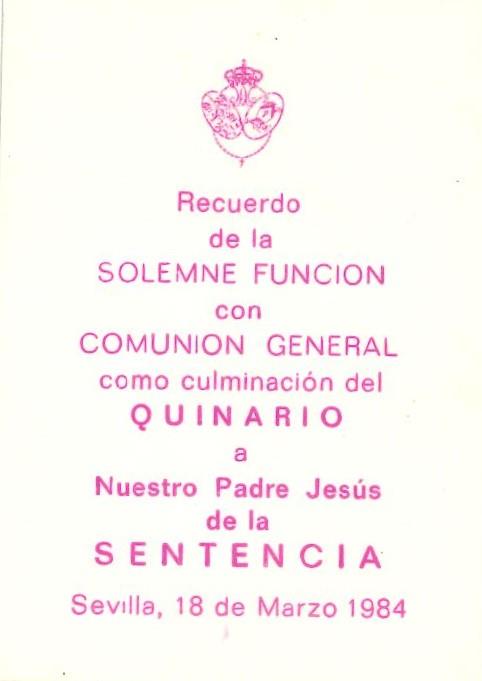 Recuerdo
de la
SOLEMNE FUNCION
con
COMUNION GENERAL
como culminación del
QUINARIO
a
Nuestro Padre Jesús
de la
SENTENCIA
Sevilla, 18 de Marzo 1984